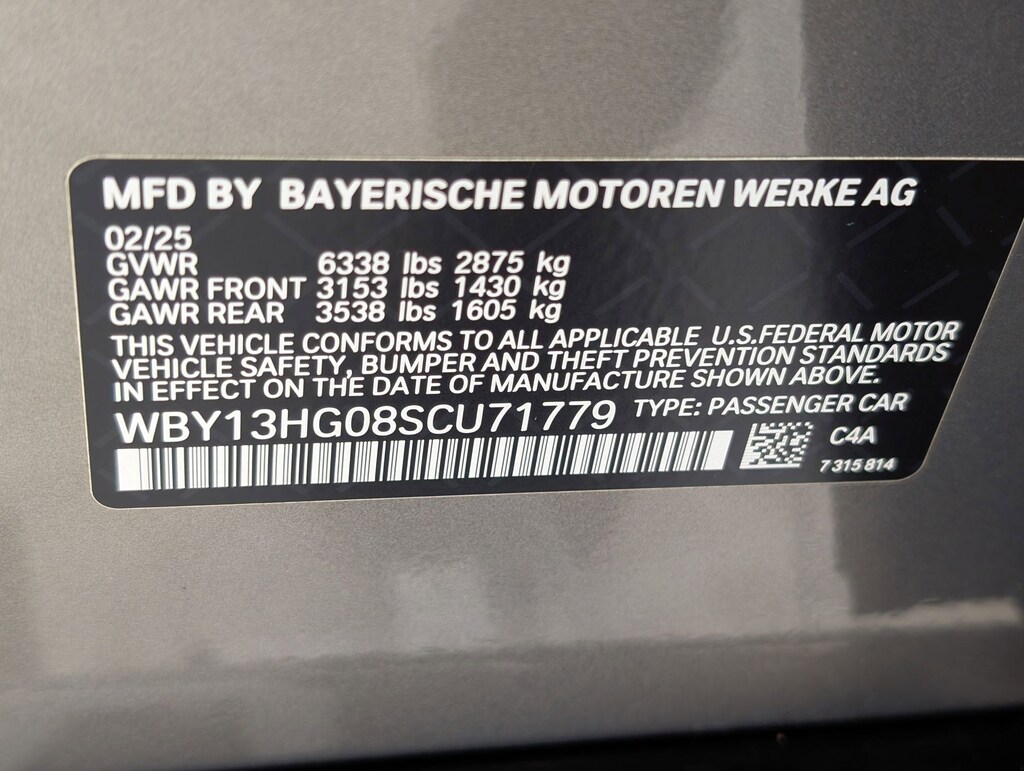 MFD BY BAYERISCHE MOTOREN WERKE AG
02/25
GVWR 6338 lbs 2875 kg
GAWR FRONT 3153 lbs 1430 kg
GAWR REAR 3538 lbs 1605 kg
THIS VEHICLE CONFORMS TO ALL APPLICABLE U.S.FEDERAL MOTOR
VEHICLE SAFETY, BUMPER AND THEFT PREVENTION STANDARDS
IN EFFECT ON THE DATE OF MANUFACTURE SHOWN ABOVE.
WBY13HG08SCU71779 TYPE: PASSENGER CAR
C4A
7 315 814